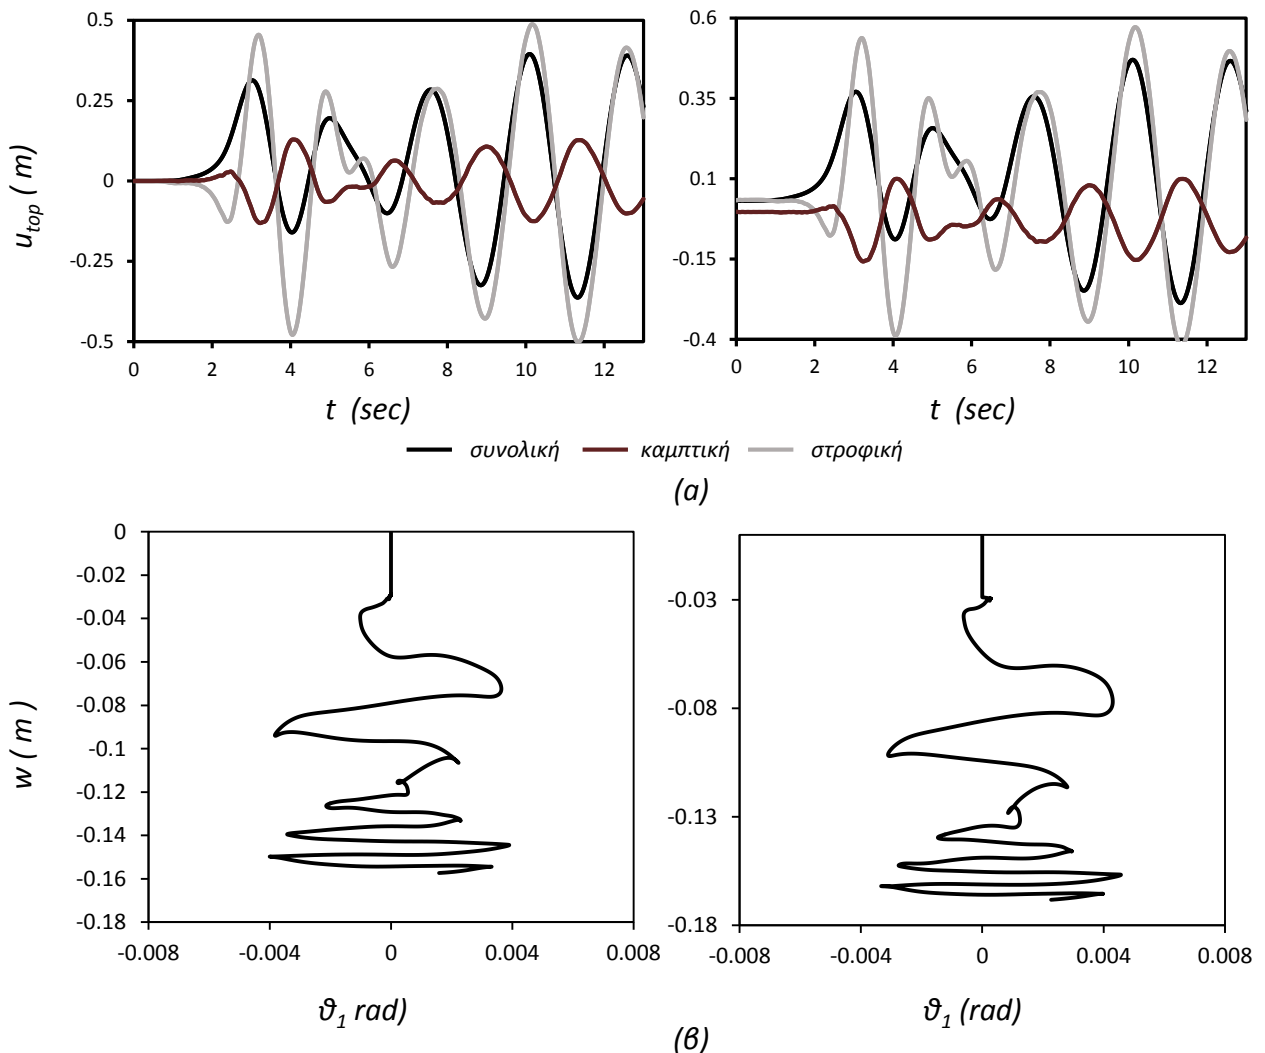 0.5
0.25
0
-0.25
-0.5
u_top ( m )
0 2 4 6 8 10 12
t (sec)
0.6
0.35
0.1
-0.15
-0.4
0 2 4 6 8 10 12
t (sec)
συνολική καμπτική στροφική
(α)
0
-0.02
-0.04
-0.06
-0.08
-0.1
-0.12
-0.14
-0.16
-0.18
w ( m )
-0.008 -0.004 0 0.004 0.008
ϑ₁ rad)
-0.03
-0.08
-0.13
-0.18
-0.008 -0.004 0 0.004 0.008
ϑ₁ (rad)
(β)